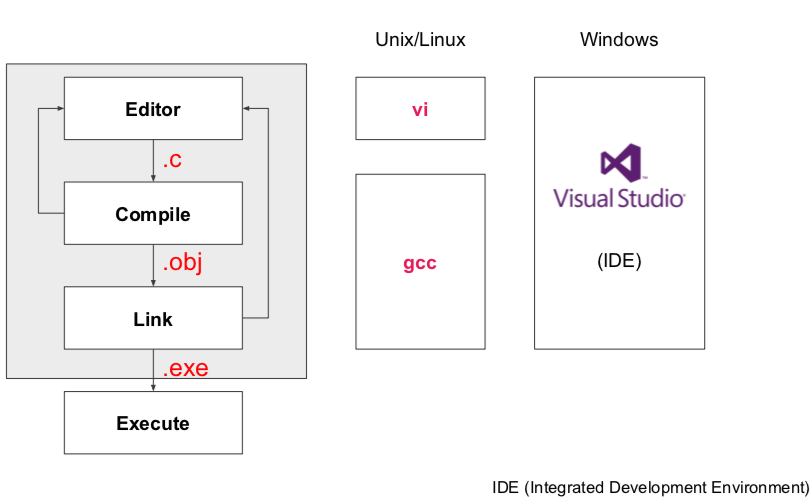 Unix/Linux
Windows
Editor
vi
.c
Compile
Visual Studio
.obj
gcc
(IDE)
Link
.exe
Execute
IDE (Integrated Development Environment)